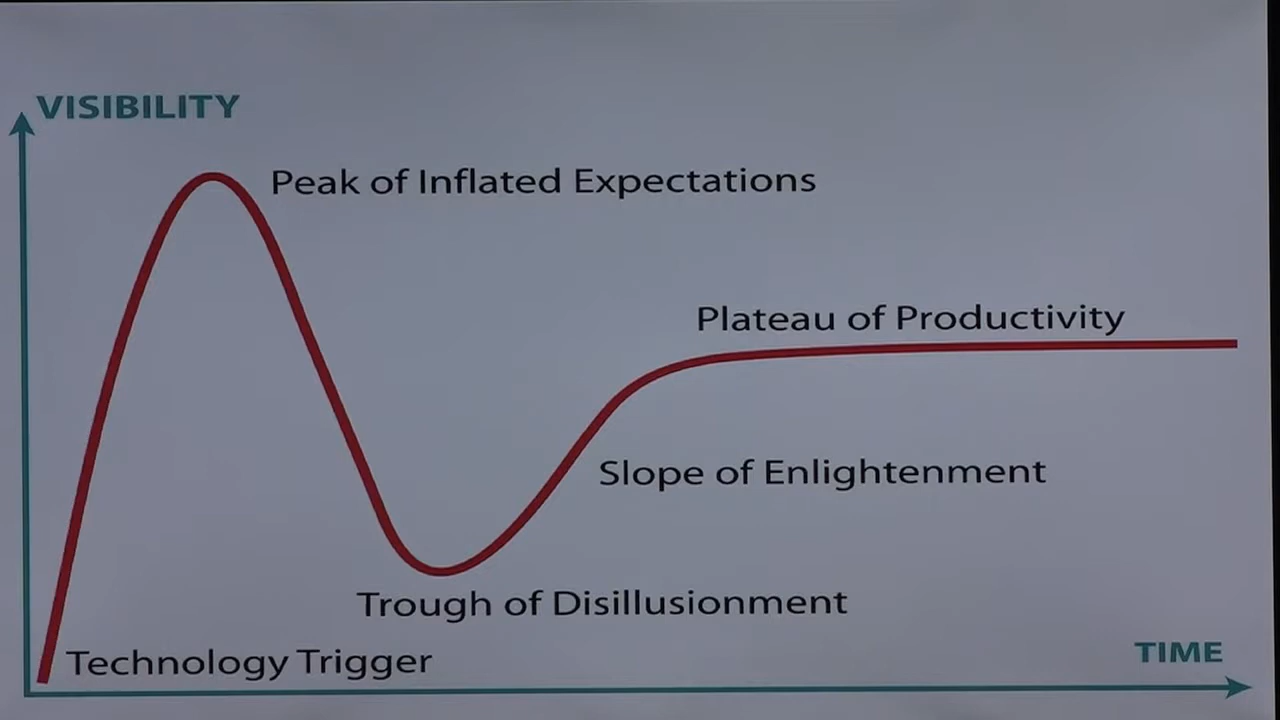 VISIBILITY
Peak of Inflated Expectations
Plateau of Productivity
Slope of Enlightenment
Trough of Disillusionment
TIME
Technology Trigger